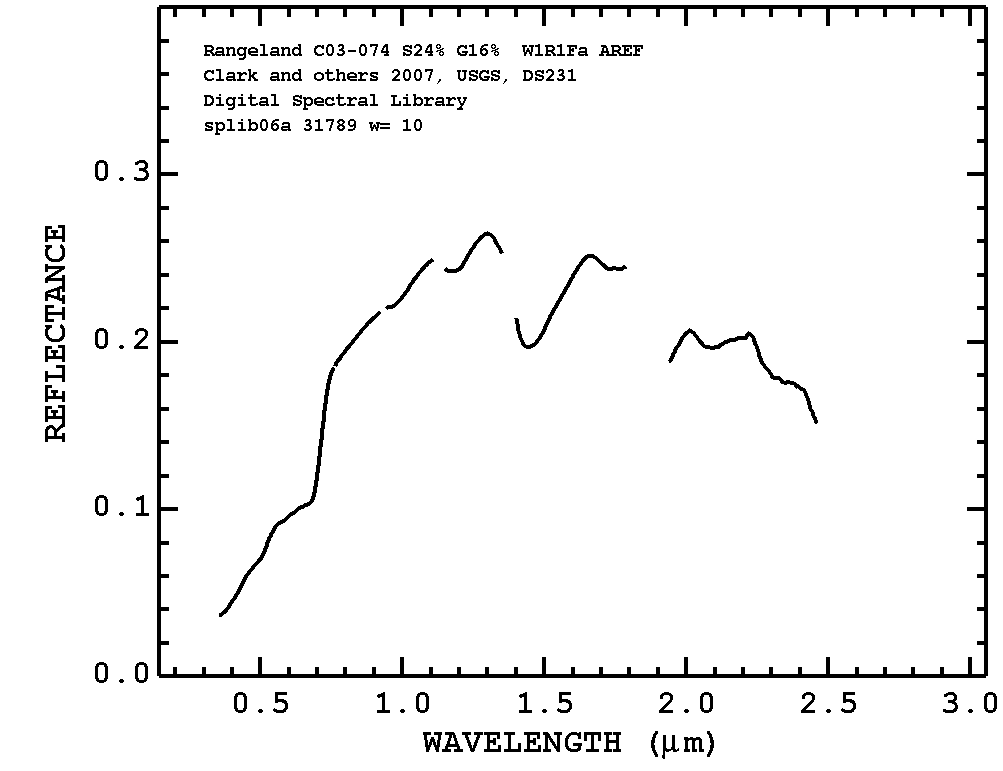 Rangeland C03-074 S24% G16%  W1R1Fa AREF
Clark and others 2007, USGS, DS231
Digital Spectral Library
splib06a 31789 w= 10
0.3
0.2
0.1
0.0
REFLECTANCE
0.5 1.0 1.5 2.0 2.5 3.0
WAVELENGTH (μm)